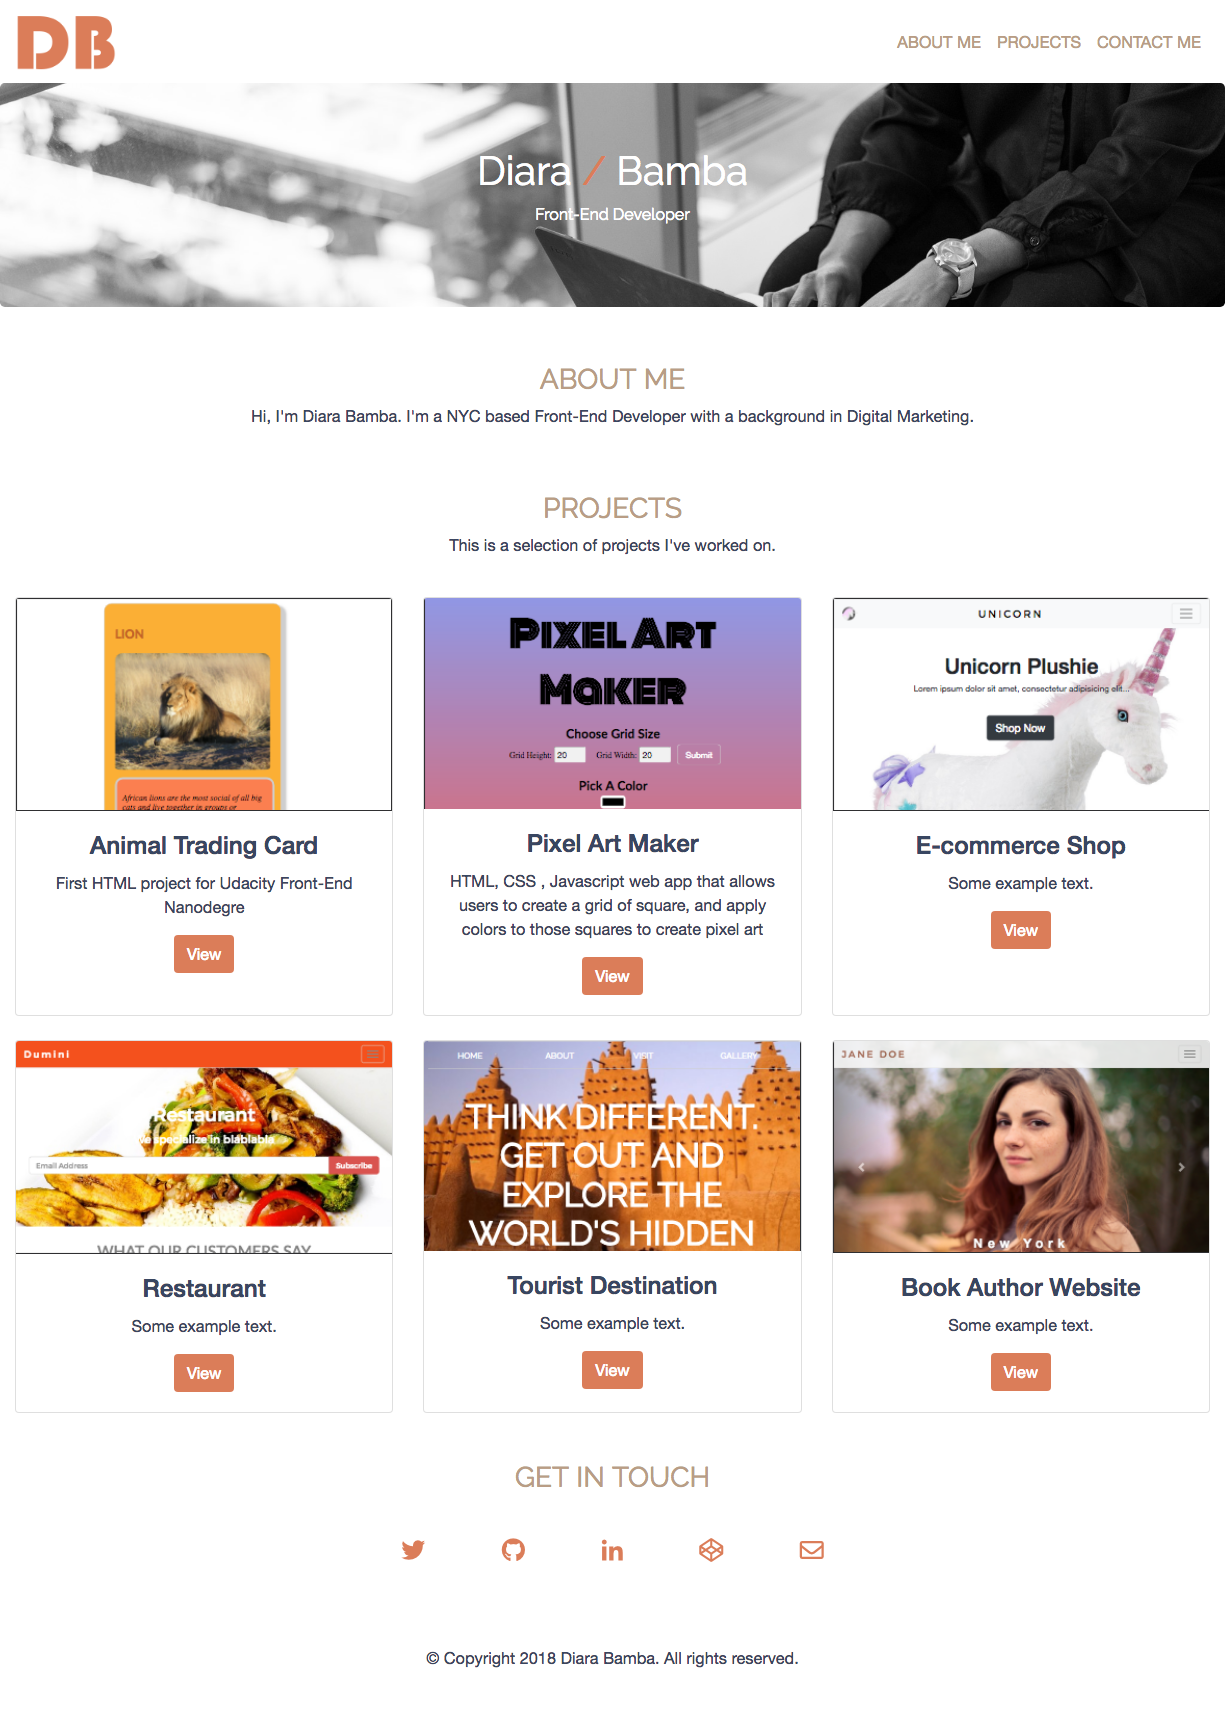 DB
ABOUT ME PROJECTS CONTACT ME
Diara / Bamba
Front-End Developer
ABOUT ME
Hi, I'm Diara Bamba. I'm a NYC based Front-End Developer with a background in Digital Marketing.
PROJECTS
This is a selection of projects I've worked on.
LION
African lions are the most social of all big
cats and live together in groups or
Animal Trading Card
First HTML project for Udacity Front-End
Nanodegre
View
PIXEL ART
MAKER
Choose Grid Size
Grid Height: 20 Grid Width: 20 Submit
Pick A Color
Pixel Art Maker
HTML, CSS , Javascript web app that allows
users to create a grid of square, and apply
colors to those squares to create pixel art
View
UNICORN
Unicorn Plushie
Lorem ipsum dolor sit amet, consectetur adipisicing elit...
Shop Now
E-commerce Shop
Some example text.
View
Dumini
Restaurant
We specialize in blablabla
Email Address Subscribe
WHAT OUR CUSTOMERS SAY
Restaurant
Some example text.
View
HOME ABOUT VISIT GALLERY
THINK DIFFERENT.
GET OUT AND
EXPLORE THE
WORLD'S HIDDEN
Tourist Destination
Some example text.
View
JANE DOE
New York
Book Author Website
Some example text.
View
GET IN TOUCH
© Copyright 2018 Diara Bamba. All rights reserved.